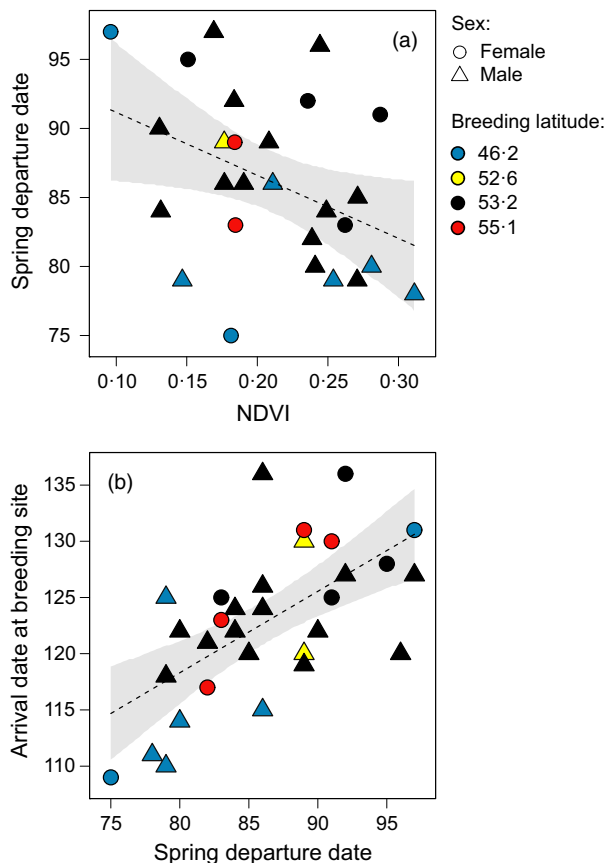 (a)
Spring departure date
95
90
85
80
75
0·10 0·15 0·20 0·25 0·30
NDVI
Sex:
Female
Male
Breeding latitude:
46·2
52·6
53·2
55·1
(b)
Arrival date at breeding site
135
130
125
120
115
110
75 80 85 90 95
Spring departure date